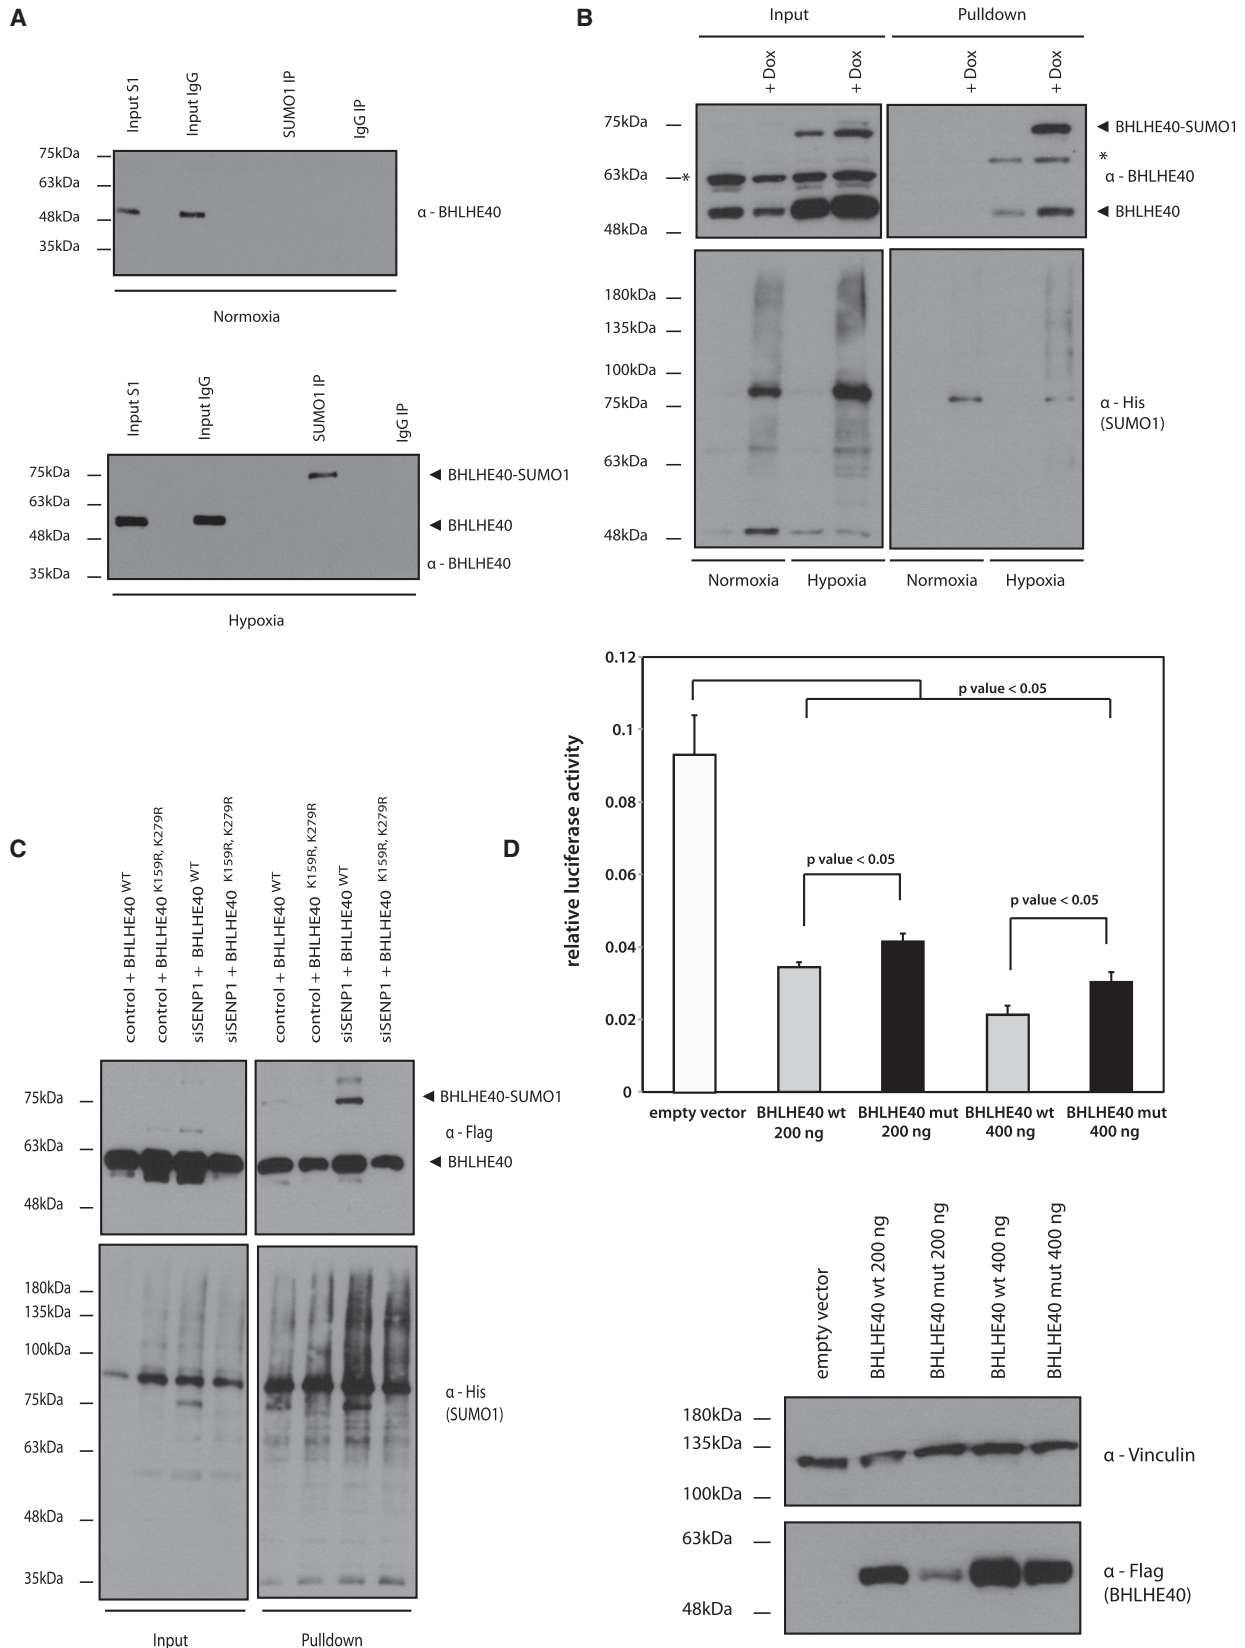 A
Input S1
Input IgG
SUMO1 IP
IgG IP
75kDa
63kDa
48kDa
35kDa
α - BHLHE40
Normoxia
Input S1
Input IgG
SUMO1 IP
IgG IP
75kDa
63kDa
48kDa
35kDa
BHLHE40-SUMO1
BHLHE40
α - BHLHE40
Hypoxia
B
Input
Pulldown
+ Dox
+ Dox
+ Dox
+ Dox
75kDa
63kDa
*
48kDa
BHLHE40-SUMO1
*
α - BHLHE40
BHLHE40
180kDa
135kDa
100kDa
75kDa
63kDa
48kDa
α - His
(SUMO1)
Normoxia
Hypoxia
Normoxia
Hypoxia
C
control + BHLHE40 WT
control + BHLHE40 K159R, K279R
siSENP1 + BHLHE40 WT
siSENP1 + BHLHE40 K159R, K279R
control + BHLHE40 WT
control + BHLHE40 K159R, K279R
siSENP1 + BHLHE40 WT
siSENP1 + BHLHE40 K159R, K279R
75kDa
63kDa
48kDa
BHLHE40-SUMO1
α - Flag
BHLHE40
180kDa
135kDa
100kDa
75kDa
63kDa
48kDa
35kDa
α - His
(SUMO1)
Input
Pulldown
D
relative luciferase activity
0.12
0.1
0.08
0.06
0.04
0.02
0
p value < 0.05
p value < 0.05
p value < 0.05
empty vector
BHLHE40 wt
200 ng
BHLHE40 mut
200 ng
BHLHE40 wt
400 ng
BHLHE40 mut
400 ng
empty vector
BHLHE40 wt 200 ng
BHLHE40 mut 200 ng
BHLHE40 wt 400 ng
BHLHE40 mut 400 ng
180kDa
135kDa
100kDa
α - Vinculin
63kDa
48kDa
α - Flag
(BHLHE40)